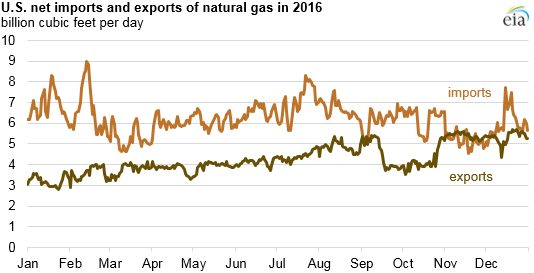 U.S. net imports and exports of natural gas in 2016
billion cubic feet per day
eia
10
9
8
7
6
5
4
3
2
1
0
imports
exports
Jan Feb Mar Apr May Jun Jul Aug Sep Oct Nov Dec